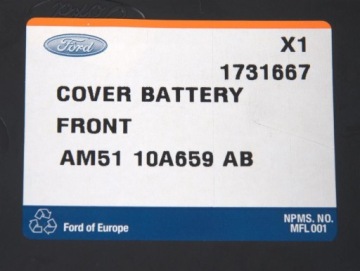 Ford
X1
1731667
COVER BATTERY
FRONT
AM51 10A659 AB
Ford of Europe
NPMS. NO.
MFL001